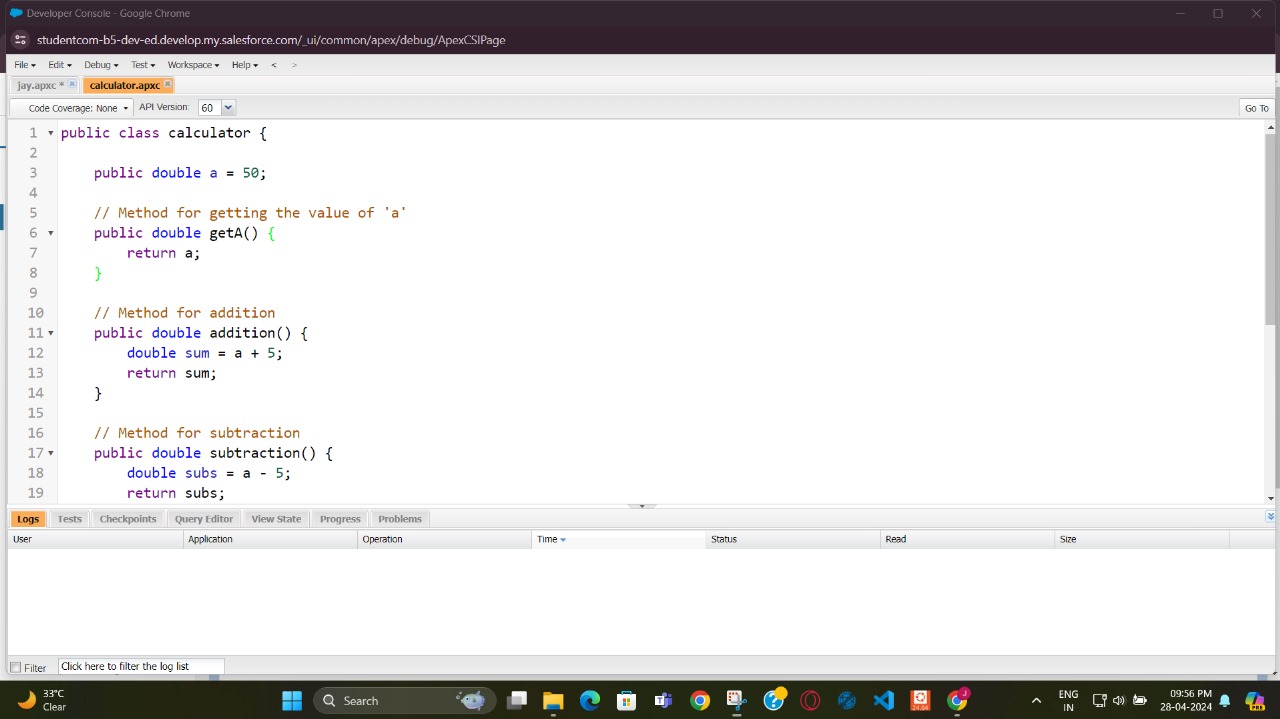 Developer Console - Google Chrome
studentcom-b5-dev-ed.develop.my.salesforce.com/_ui/common/apex/debug/ApexCSIPage
File Edit Debug Test Workspace Help < >
jay.apxc * calculator.apxc
Code Coverage: None API Version: 60 Go To
1 public class calculator {
2
3 public double a = 50;
4
5 // Method for getting the value of 'a'
6 public double getA() {
7 return a;
8 }
9
10 // Method for addition
11 public double addition() {
12 double sum = a + 5;
13 return sum;
14 }
15
16 // Method for subtraction
17 public double subtraction() {
18 double subs = a - 5;
19 return subs;
Logs Tests Checkpoints Query Editor View State Progress Problems
User Application Operation Time Status Read Size
Filter Click here to filter the log list
33°C
Clear
Search
24.04
J
ENG
IN
09:56 PM
28-04-2024
PRE